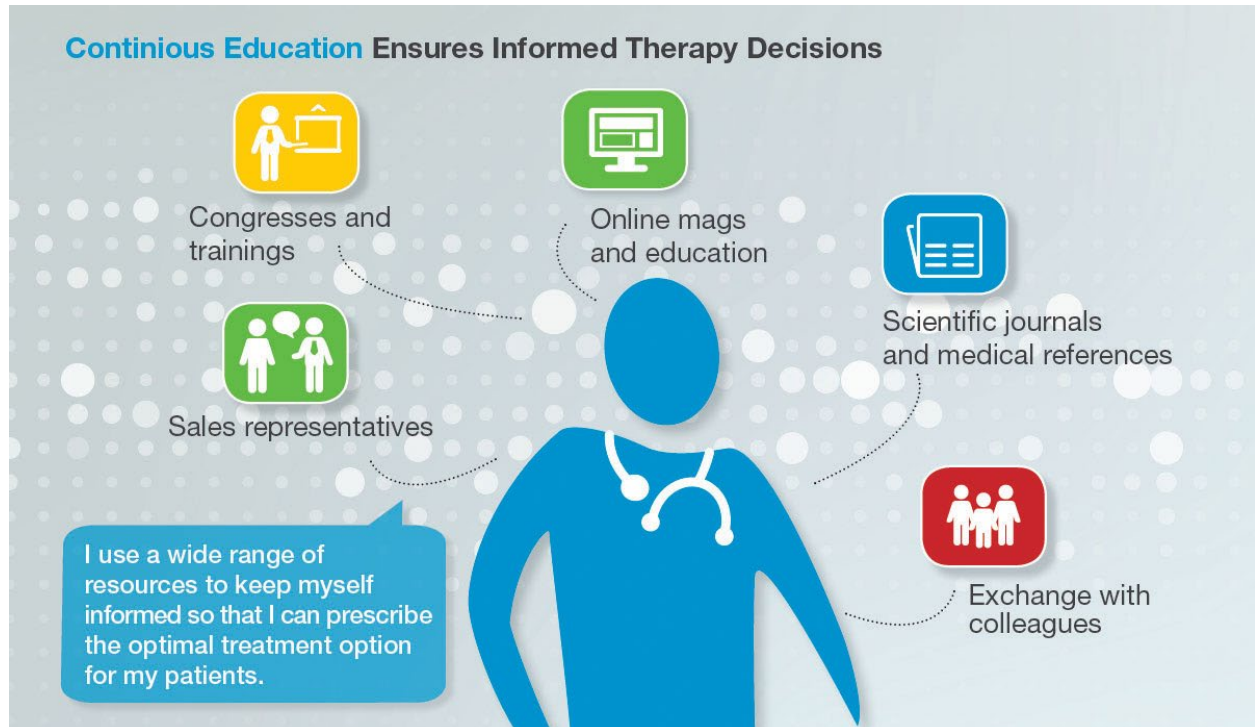 Continious Education Ensures Informed Therapy Decisions
Congresses and
trainings
Online mags
and education
Scientific journals
and medical references
Sales representatives
Exchange with
colleagues
I use a wide range of
resources to keep myself
informed so that I can prescribe
the optimal treatment option
for my patients.